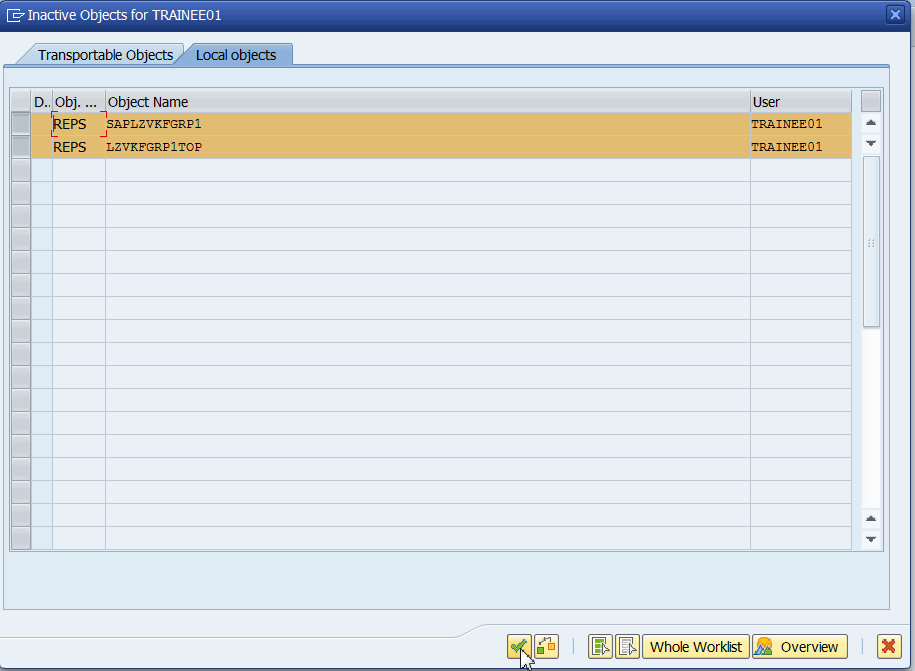 Inactive Objects for TRAINEE01
Transportable Objects Local objects
D.. Obj. ... Object Name User
REPS SAPLZVKFGRP1 TRAINEE01
REPS LZVKFGRP1TOP TRAINEE01
Whole Worklist Overview